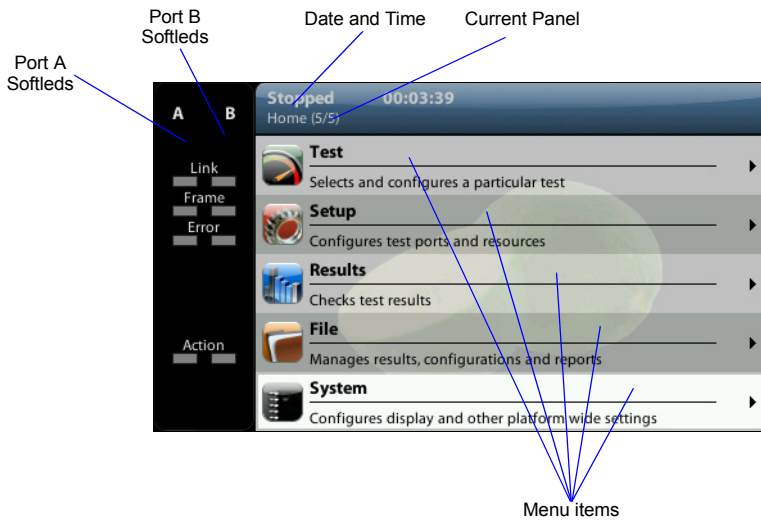 Port B
Softleds
Date and Time
Current Panel
Port A
Softleds
A B
Stopped 00:03:39
Home (5/5)
Link
Frame
Error
Action
Test
Selects and configures a particular test
Setup
Configures test ports and resources
Results
Checks test results
File
Manages results, configurations and reports
System
Configures display and other platform wide settings
Menu items